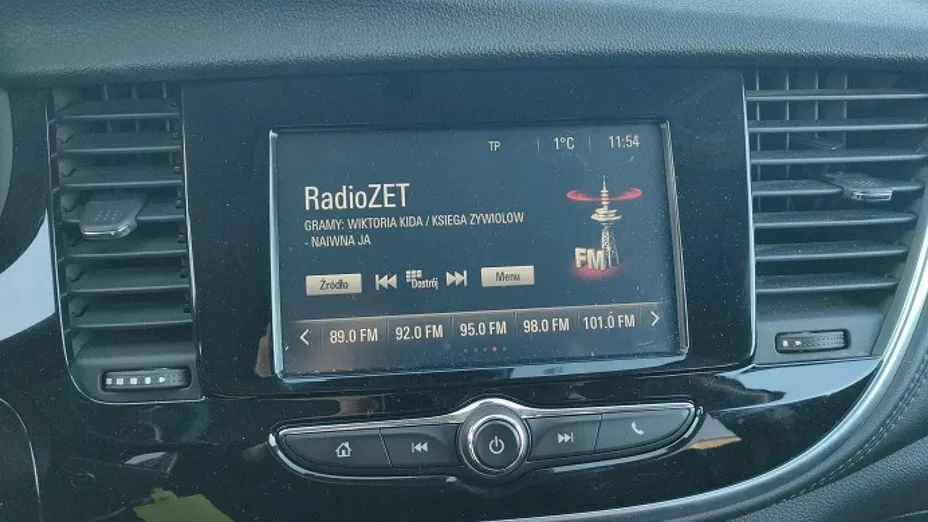 TP 1°C 11:54
RadioZET
GRAMY: WIKTORIA KIDA / KSIEGA ZYWIOLOW
- NAIWNA JA
FM
Źródło Dostrój Menu
89.0 FM 92.0 FM 95.0 FM 98.0 FM 101.0 FM